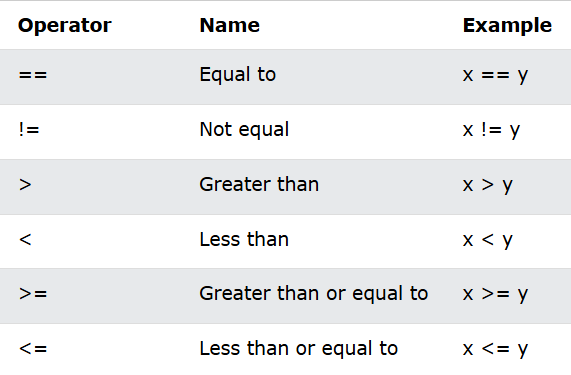 Operator Name Example
== Equal to x == y
!= Not equal x != y
> Greater than x > y
< Less than x < y
>= Greater than or equal to x >= y
<= Less than or equal to x <= y